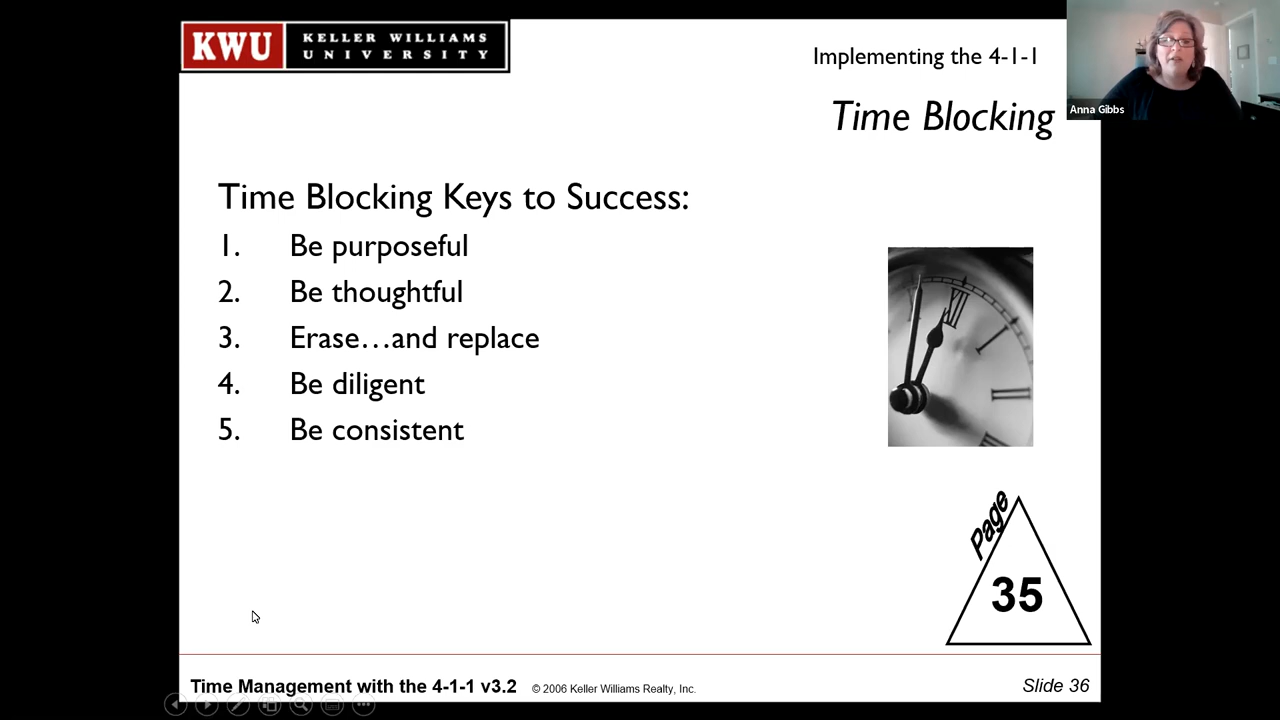 KWU KELLER WILLIAMS
UNIVERSITY
Implementing the 4-1-1
Time Blocking
Anna Gibbs
Time Blocking Keys to Success:
1. Be purposeful
2. Be thoughtful
3. Erase…and replace
4. Be diligent
5. Be consistent
Page
35
Time Management with the 4-1-1 v3.2 © 2006 Keller Williams Realty, Inc. Slide 36